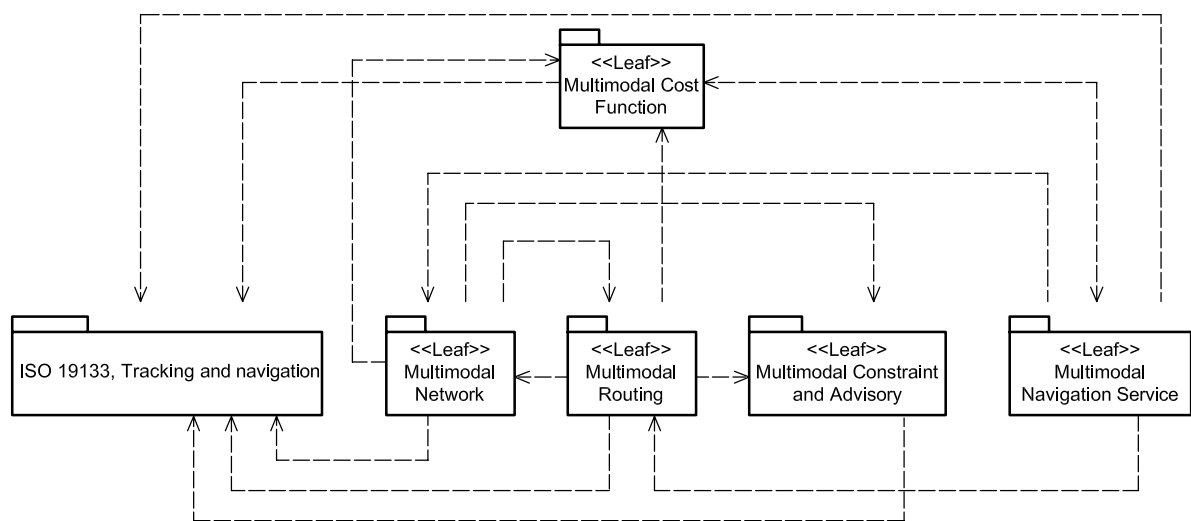 <<Leaf>>
Multimodal Cost
Function
ISO 19133, Tracking and navigation
<<Leaf>>
Multimodal
Network
<<Leaf>>
Multimodal
Routing
<<Leaf>>
Multimodal Constraint
and Advisory
<<Leaf>>
Multimodal
Navigation Service